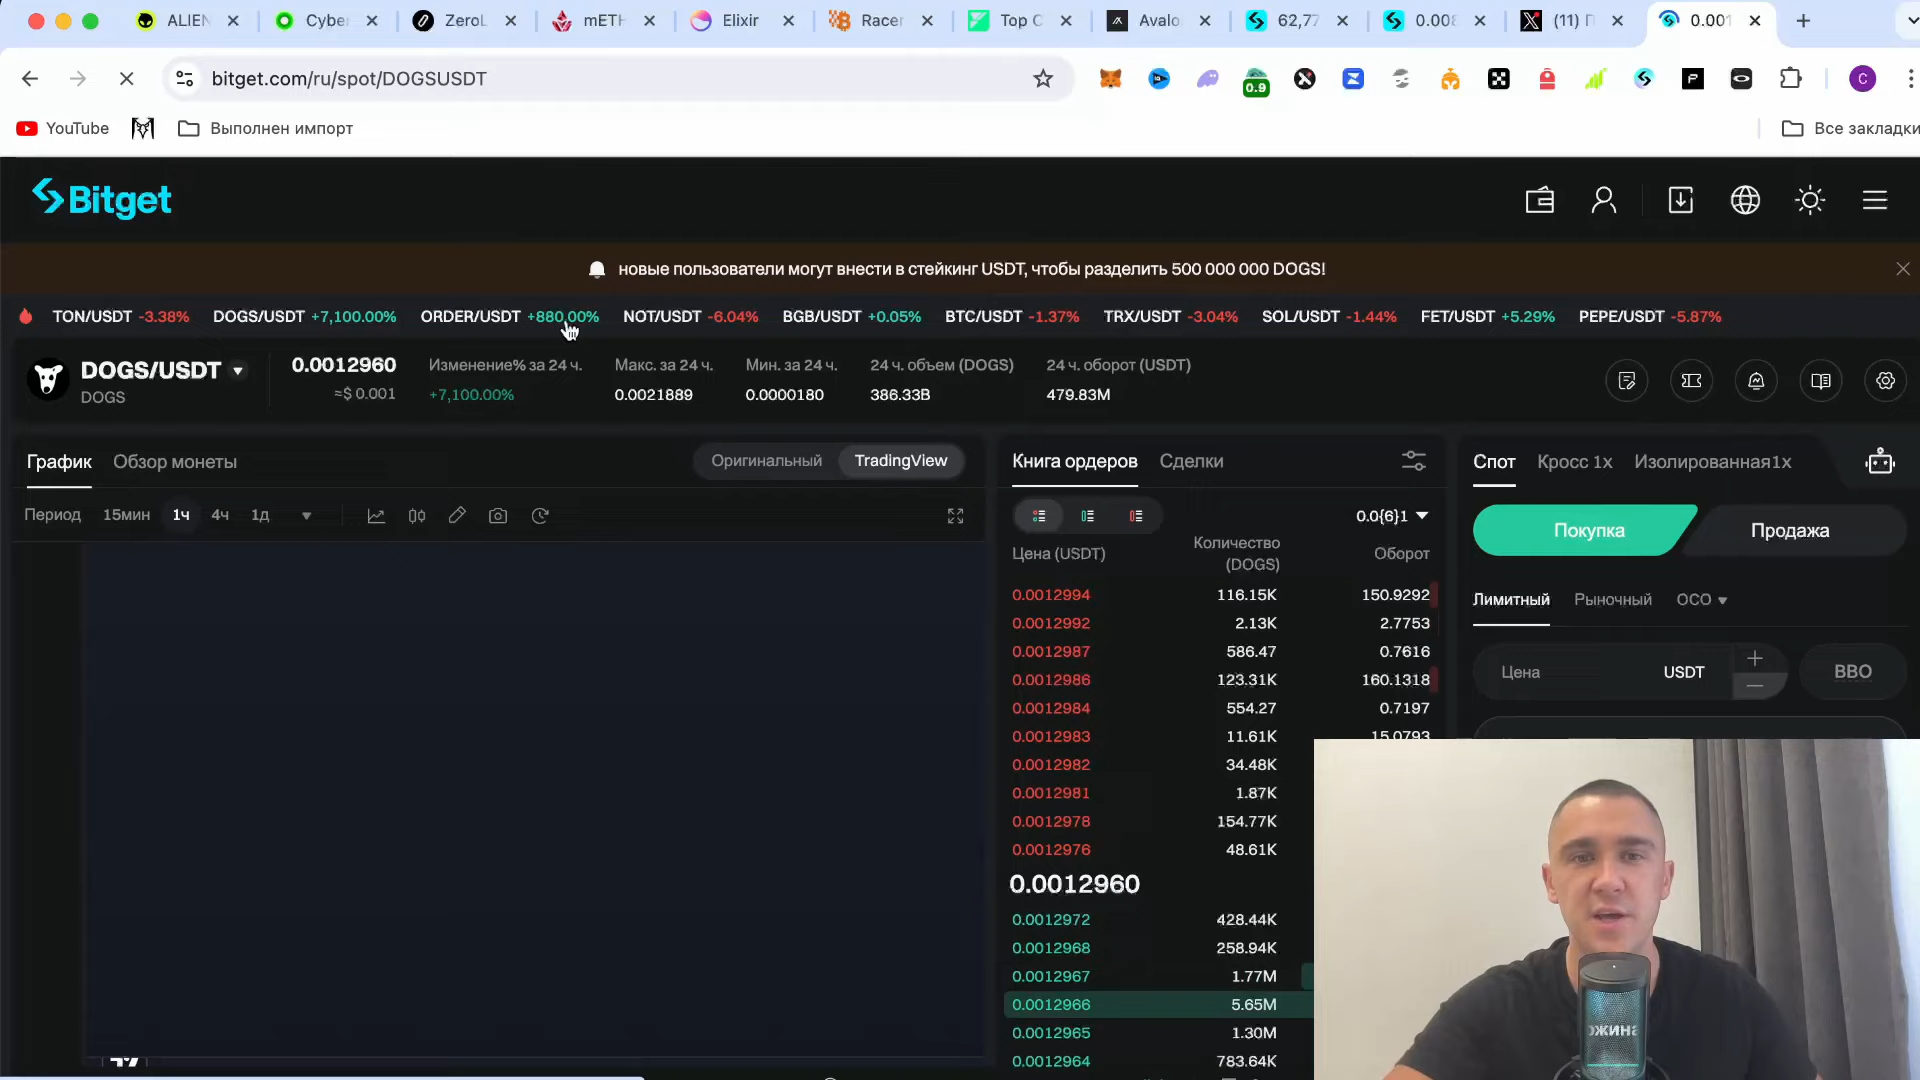 ALIEN
Cyber
ZeroL
mETH
Elixir
Racer
Top C
Avalo
62,77
0.008
(11) П
0.001
bitget.com/ru/spot/DOGSUSDT
0.9
C
YouTube
Выполнен импорт
Все закладки
Bitget
новые пользователи могут внести в стейкинг USDT, чтобы разделить 500 000 000 DOGS!
TON/USDT -3.38% DOGS/USDT +7,100.00% ORDER/USDT +880.00% NOT/USDT -6.04% BGB/USDT +0.05% BTC/USDT -1.37% TRX/USDT -3.04% SOL/USDT -1.44% FET/USDT +5.29% PEPE/USDT -5.87%
DOGS/USDT
DOGS
0.0012960
≈$ 0.001
Изменение% за 24 ч.
+7,100.00%
Макс. за 24 ч.
0.0021889
Мин. за 24 ч.
0.0000180
24 ч. объем (DOGS)
386.33B
24 ч. оборот (USDT)
479.83M
График Обзор монеты
Оригинальный TradingView
Период 15мин 1ч 4ч 1д
Книга ордеров Сделки
0.0{6}1
Цена (USDT)
Количество
(DOGS)
Оборот
0.0012994 116.15K 150.9292
0.0012992 2.13K 2.7753
0.0012987 586.47 0.7616
0.0012986 123.31K 160.1318
0.0012984 554.27 0.7197
0.0012983 11.61K 15.0793
0.0012982 34.48K
0.0012981 1.87K
0.0012978 154.77K
0.0012976 48.61K
0.0012960
0.0012972 428.44K
0.0012968 258.94K
0.0012967 1.77M
0.0012966 5.65M
0.0012965 1.30M
0.0012964 783.64K
Спот Кросс 1x Изолированная1x
Покупка Продажа
Лимитный Рыночный OCO
Цена USDT
BBO
ожина